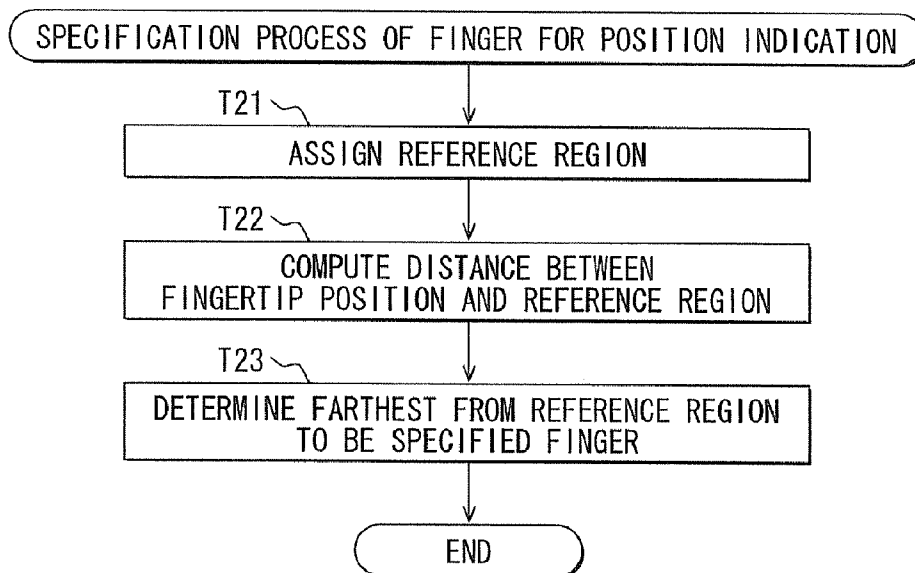 SPECIFICATION PROCESS OF FINGER FOR POSITION INDICATION
T21
ASSIGN REFERENCE REGION
T22
COMPUTE DISTANCE BETWEEN
FINGERTIP POSITION AND REFERENCE REGION
T23
DETERMINE FARTHEST FROM REFERENCE REGION
TO BE SPECIFIED FINGER
END